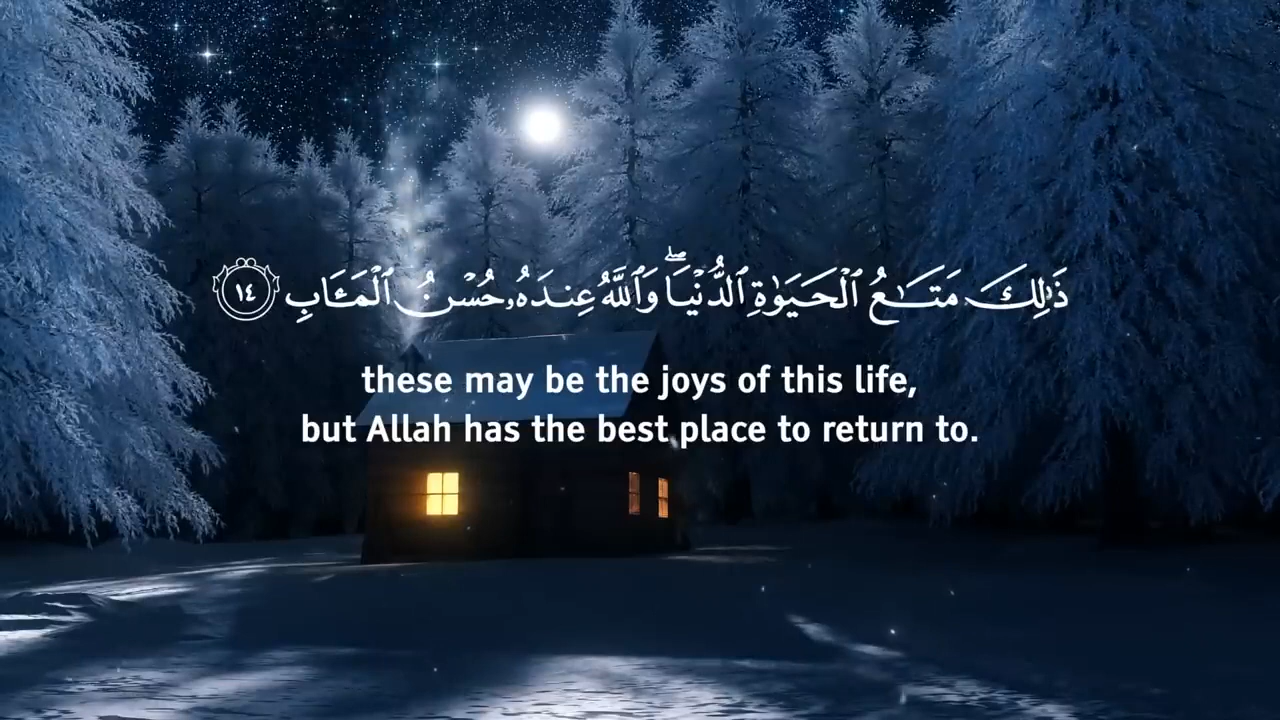 ذَٰلِكَ مَتَـٰعُ ٱلْحَيَوٰةِ ٱلدُّنْيَا ۖ وَٱللَّهُ عِندَهُۥ حُسْنُ ٱلْمَـَٔابِ ١٤
these may be the joys of this life,
but Allah has the best place to return to.